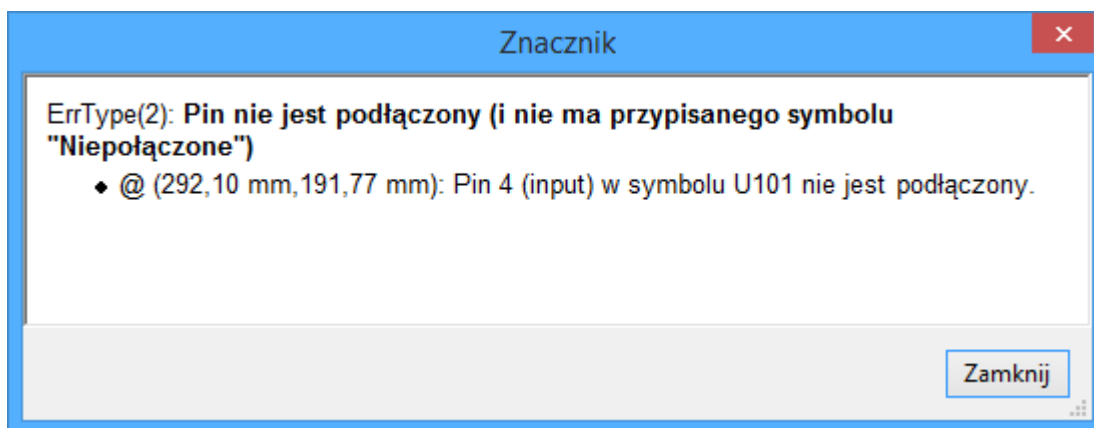 Znacznik
ErrType(2): Pin nie jest podłączony (i nie ma przypisanego symbolu
"Niepołączone")
@ (292,10 mm,191,77 mm): Pin 4 (input) w symbolu U101 nie jest podłączony.
Zamknij